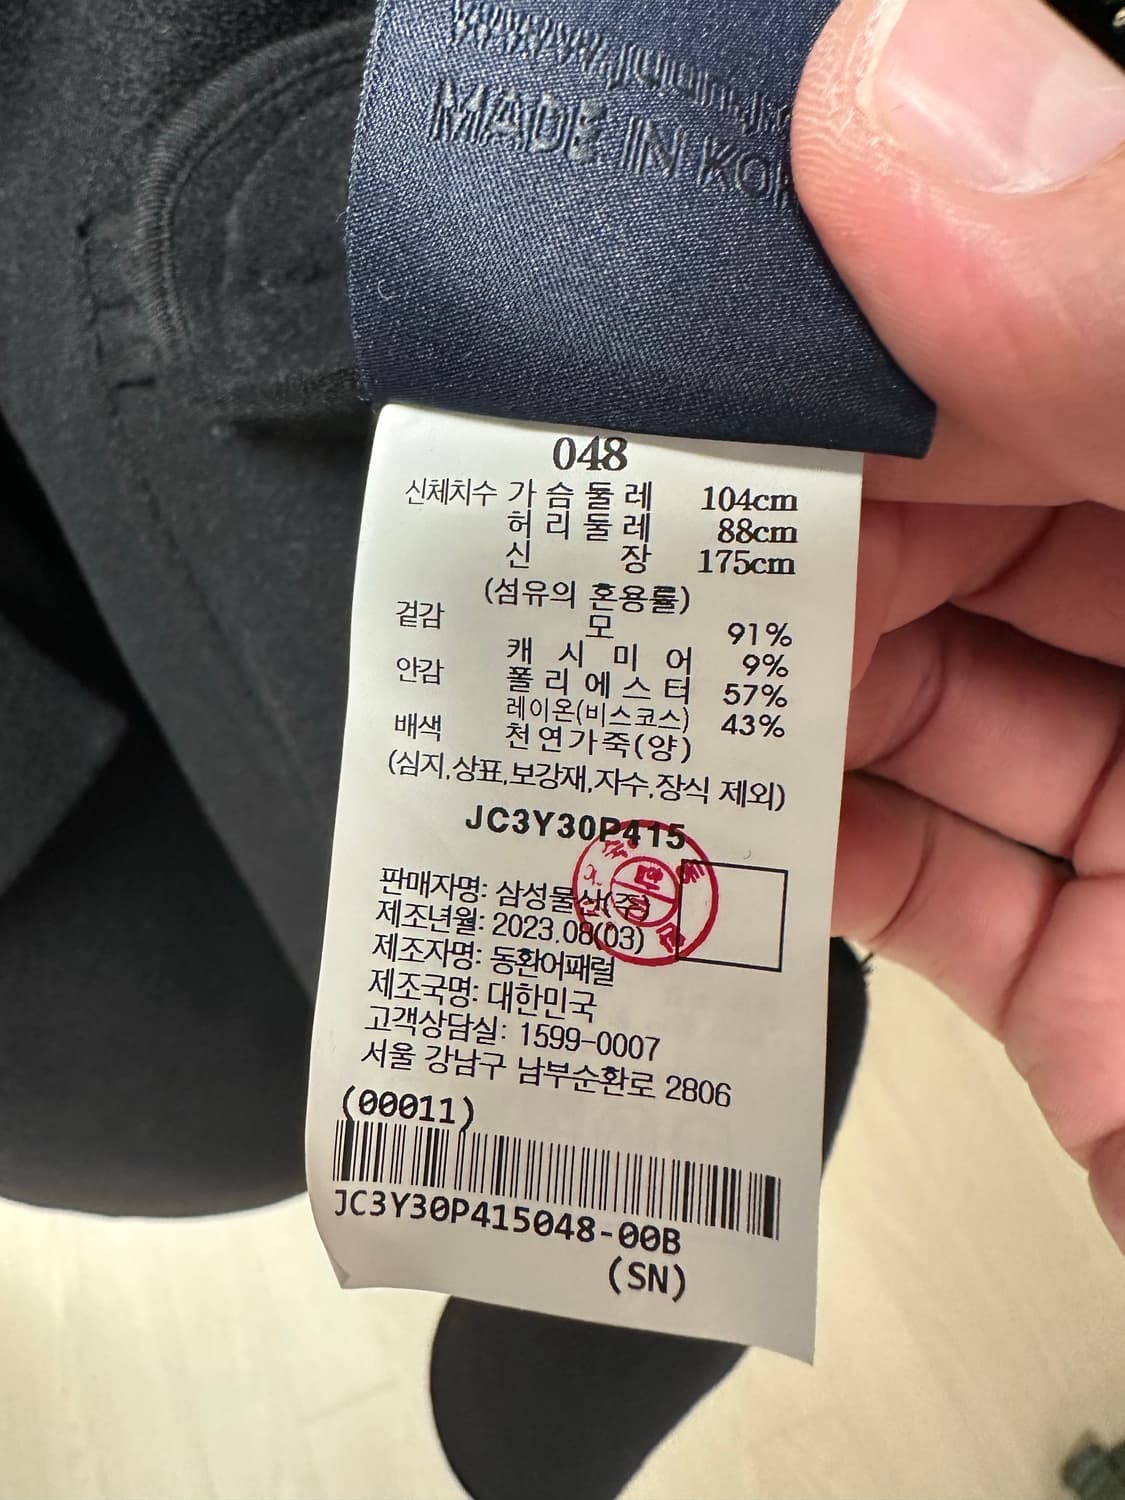 MADE IN
048
신체치수 가슴둘레 104cm
허리둘레 88cm
신장 175cm
(섬유의 혼용률)
겉감 모 91%
캐시미어 9%
안감 폴리에스터 57%
레이온(비스코스) 43%
배색 천연가죽(양)
(심지,상표,보강재,자수,장식 제외)
JC3Y30P415
판매자명: 삼성물산(주)
제조년월: 2023.08(03)
제조자명: 동환어패럴
제조국명: 대한민국
고객상담실: 1599-0007
서울 강남구 남부순환로 2806
(00011)
JC3Y30P415048-00B
(SN)